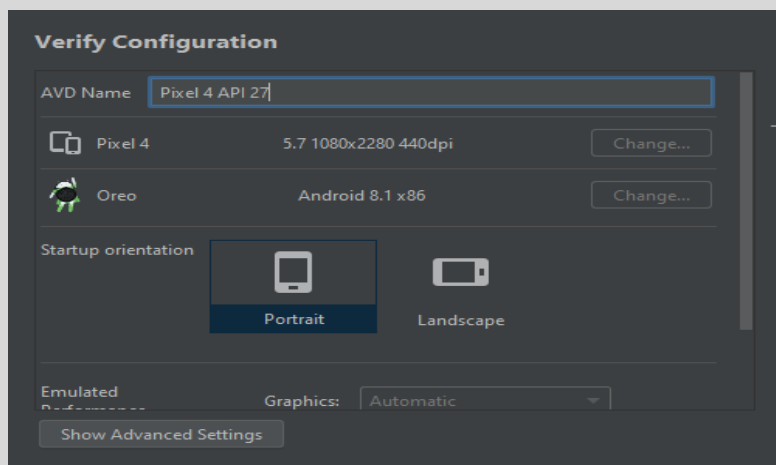 Verify Configuration
AVD Name Pixel 4 API 27
Pixel 4 5.7 1080x2280 440dpi Change...
Oreo Android 8.1 x86 Change...
Startup orientation
Portrait Landscape
Emulated
Performance
Graphics: Automatic
Show Advanced Settings